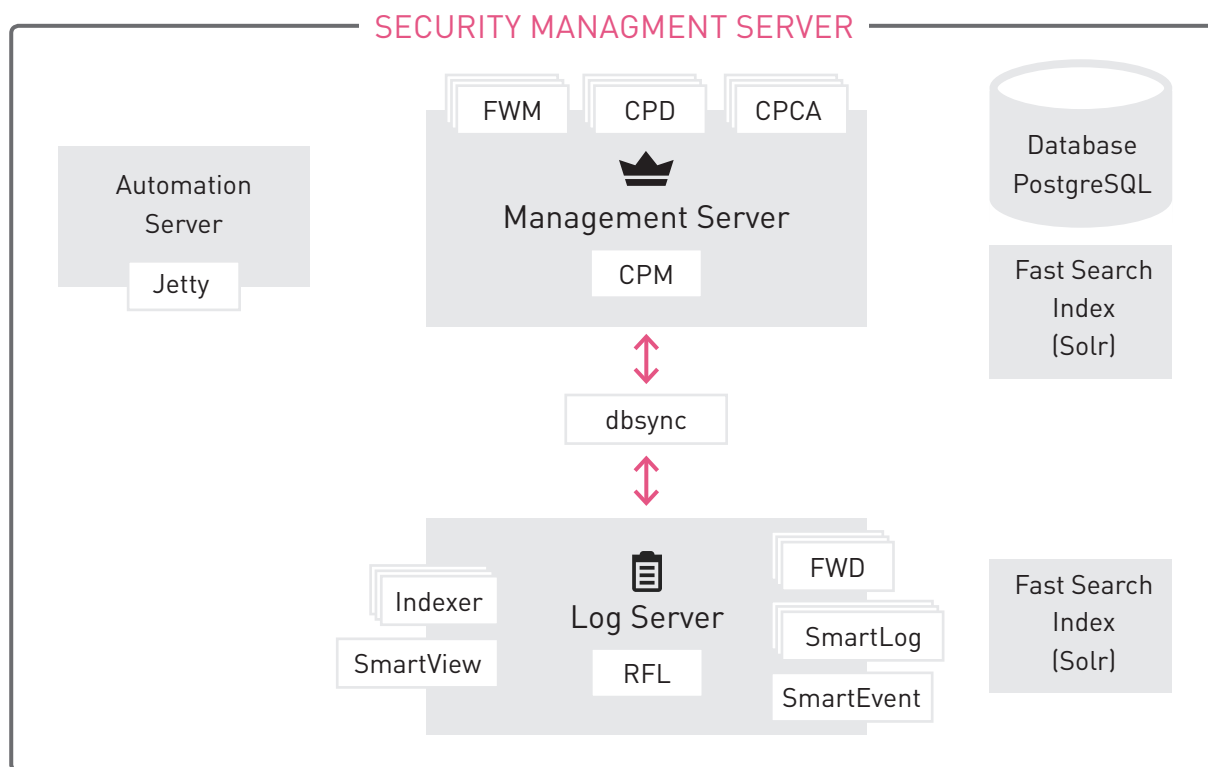 SECURITY MANAGMENT SERVER
FWM
CPD
CPCA
Automation
Server
Jetty
Management Server
CPM
Database
PostgreSQL
Fast Search
Index
(Solr)
dbsync
Indexer
SmartView
Log Server
RFL
FWD
SmartLog
SmartEvent
Fast Search
Index
(Solr)